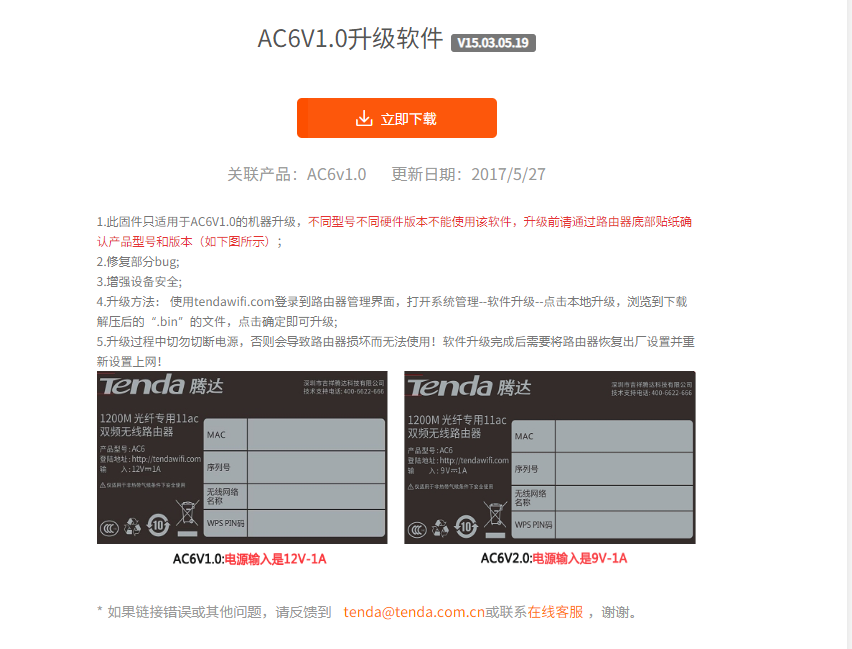 AC6V1.0升级软件 V15.03.05.19
立即下载
关联产品：AC6v1.0 更新日期：2017/5/27
1.此固件只适用于AC6V1.0的机器升级，不同型号不同硬件版本不能使用该软件，升级前请通过路由器底部贴纸确
认产品型号和版本（如下图所示）；
2.修复部分bug;
3.增强设备安全;
4.升级方法： 使用tendawifi.com登录到路由器管理界面，打开系统管理--软件升级--点击本地升级，浏览到下载
解压后的“.bin”的文件，点击确定即可升级;
5.升级过程中切勿切断电源，否则会导致路由器损坏而无法使用！软件升级完成后需要将路由器恢复出厂设置并重
新设置上网！
Tenda 腾达
深圳市吉祥腾达科技有限公司
技术支持电话: 400-6622-666
1200M 光纤专用11ac
双频无线路由器
产品型号: AC6
登陆地址: http://tendawifi.com
输 入: 12V⎓1A
仅适用于非热带气候条件下安全使用
10
MAC
序列号
无线网络
名称
WPS PIN码
AC6V1.0:电源输入是12V-1A
Tenda 腾达
深圳市吉祥腾达科技有限公司
技术支持电话: 400-6622-666
1200M 光纤专用11ac
双频无线路由器
产品型号: AC6
登陆地址: http://tendawifi.com
输 入: 9V⎓1A
仅适用于非热带气候条件下安全使用
10
MAC
序列号
无线网络
名称
WPS PIN码
AC6V2.0:电源输入是9V-1A
* 如果链接错误或其他问题，请反馈到 tenda@tenda.com.cn或联系在线客服 ，谢谢。